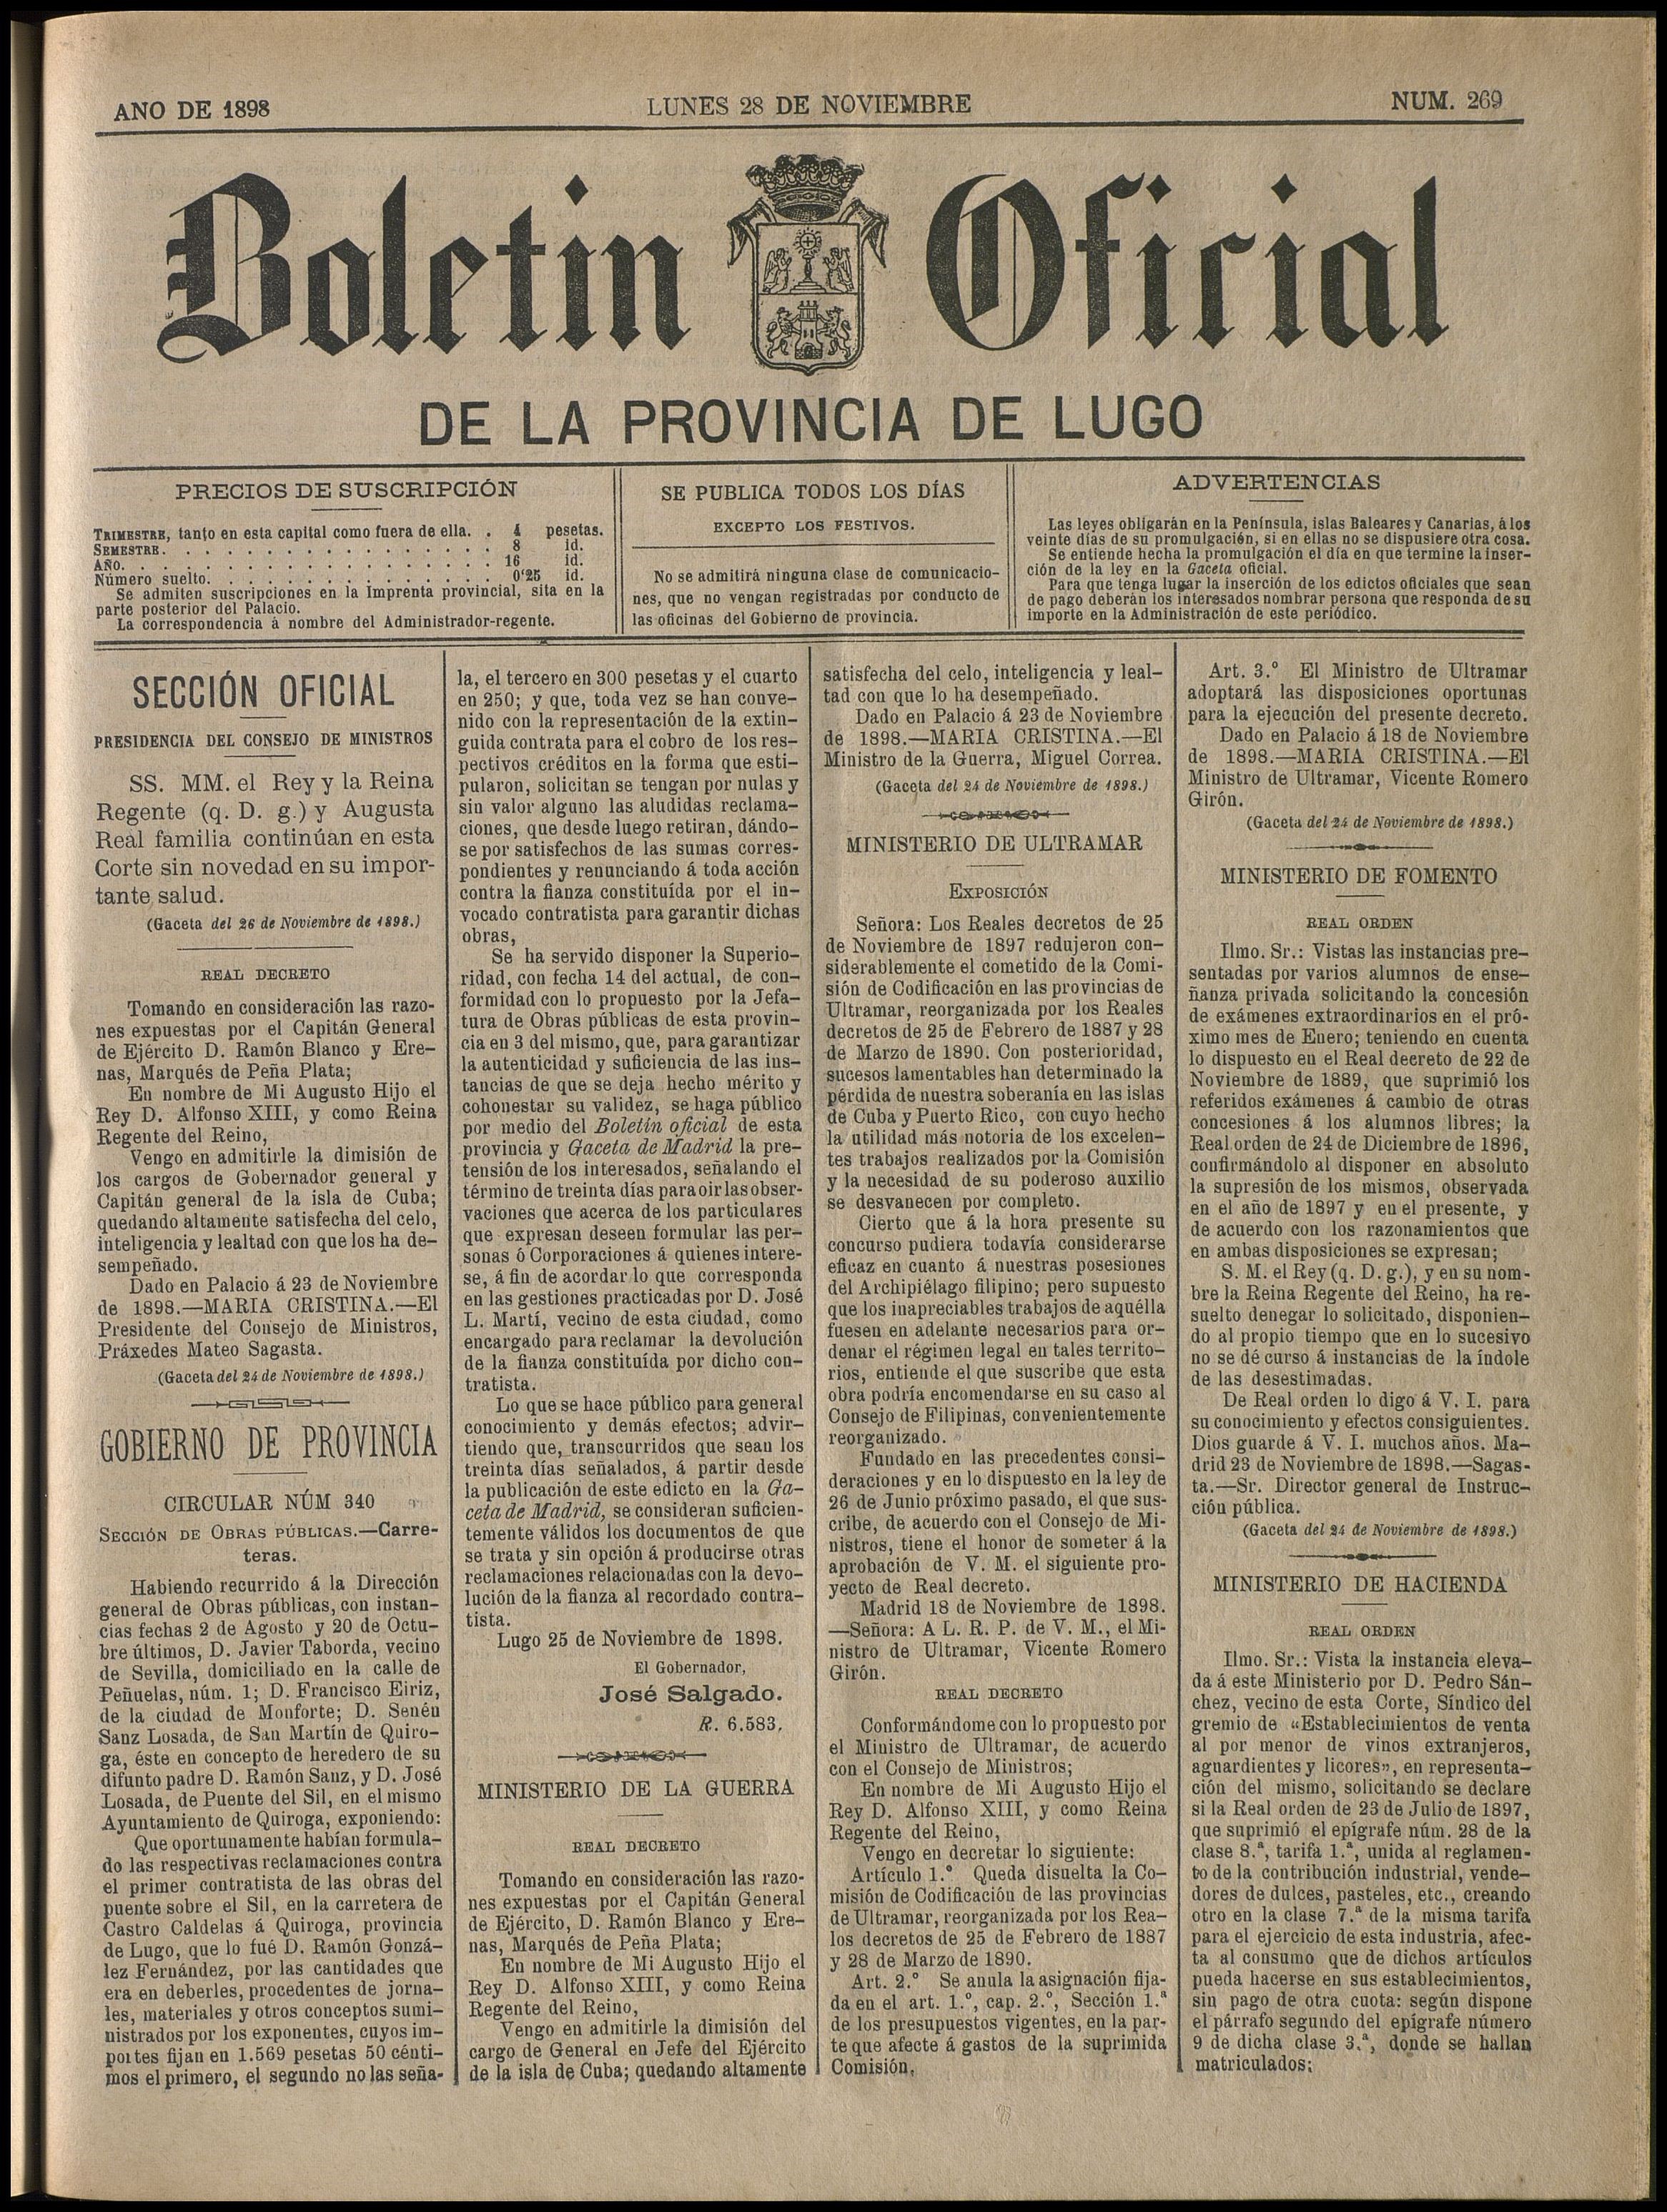 ANO DE 1898
LUNES 28 DE NOVIEMBRE
NUM. 269
Boletin Oficial
DE LA PROVINCIA DE LUGO
PRECIOS DE SUSCRIPCIÓN
TRIMESTRE, tanto en esta capital como fuera de ella. . 4 pesetas.
SEMESTRE. . . . . . . . . . . . . . . . . 8 id.
AÑO. . . . . . . . . . . . . . . . . . . 16 id.
Número suelto. . . . . . . . . . . . . . . 0'25 id.
Se admiten suscripciones en la Imprenta provincial, sita en la
parte posterior del Palacio.
La correspondencia á nombre del Administrador-regente.
SE PUBLICA TODOS LOS DÍAS
EXCEPTO LOS FESTIVOS.
No se admitirá ninguna clase de comunicacio-
nes, que no vengan registradas por conducto de
las oficinas del Gobierno de provincia.
ADVERTENCIAS
Las leyes obligarán en la Península, islas Baleares y Canarias, á los
veinte días de su promulgación, si en ellas no se dispusiere otra cosa.
Se entiende hecha la promulgación el día en que termine la inser-
ción de la ley en la Gaceta oficial.
Para que tenga lugar la inserción de los edictos oficiales que sean
de pago deberán los interesados nombrar persona que responda de su
importe en la Administración de este periódico.
SECCIÓN OFICIAL
PRESIDENCIA DEL CONSEJO DE MINISTROS
SS. MM. el Rey y la Reina
Regente (q. D. g.) y Augusta
Real familia continúan en esta
Corte sin novedad en su impor-
tante salud.
(Gaceta del 26 de Noviembre de 1898.)
REAL DECRETO
Tomando en consideración las razo-
nes expuestas por el Capitán General
de Ejército D. Ramón Blanco y Ere-
nas, Marqués de Peña Plata;
En nombre de Mi Augusto Hijo el
Rey D. Alfonso XIII, y como Reina
Regente del Reino,
Vengo en admitirle la dimisión de
los cargos de Gobernador general y
Capitán general de la isla de Cuba;
quedando altamente satisfecha del celo,
inteligencia y lealtad con que los ha de-
sempeñado.
Dado en Palacio á 23 de Noviembre
de 1898.—MARIA CRISTINA.—El
Presidente del Consejo de Ministros,
Práxedes Mateo Sagasta.
(Gaceta del 24 de Noviembre de 1898.)
GOBIERNO DE PROVINCIA
CIRCULAR NÚM 340
SECCIÓN DE OBRAS PÚBLICAS.—Carre-
teras.
Habiendo recurrido á la Dirección
general de Obras públicas, con instan-
cias fechas 2 de Agosto y 20 de Octu-
bre últimos, D. Javier Taborda, vecino
de Sevilla, domiciliado en la calle de
Peñuelas, núm. 1; D. Francisco Eiriz,
de la ciudad de Monforte; D. Senén
Sanz Losada, de San Martín de Quiro-
ga, éste en concepto de heredero de su
difunto padre D. Ramón Sanz, y D. José
Losada, de Puente del Sil, en el mismo
Ayuntamiento de Quiroga, exponiendo:
Que oportunamente habían formula-
do las respectivas reclamaciones contra
el primer contratista de las obras del
puente sobre el Sil, en la carretera de
Castro Caldelas á Quiroga, provincia
de Lugo, que lo fué D. Ramón Gonzá-
lez Fernández, por las cantidades que
era en deberles, procedentes de jorna-
les, materiales y otros conceptos sumi-
nistrados por los exponentes, cuyos im-
portes fijan en 1.569 pesetas 50 cénti-
mos el primero, el segundo no las seña-
la, el tercero en 300 pesetas y el cuarto
en 250; y que, toda vez se han conve-
nido con la representación de la extin-
guida contrata para el cobro de los res-
pectivos créditos en la forma que esti-
pularon, solicitan se tengan por nulas y
sin valor alguno las aludidas reclama-
ciones, que desde luego retiran, dándo-
se por satisfechos de las sumas corres-
pondientes y renunciando á toda acción
contra la fianza constituída por el in-
vocado contratista para garantir dichas
obras,
Se ha servido disponer la Superio-
ridad, con fecha 14 del actual, de con-
formidad con lo propuesto por la Jefa-
tura de Obras públicas de esta provin-
cia en 3 del mismo, que, para garantizar
la autenticidad y suficiencia de las ins-
tancias de que se deja hecho mérito y
cohonestar su validez, se haga público
por medio del Boletín oficial de esta
provincia y Gaceta de Madrid la pre-
tensión de los interesados, señalando el
término de treinta días para oir las obser-
vaciones que acerca de los particulares
que expresan deseen formular las per-
sonas ó Corporaciones á quienes intere-
se, á fin de acordar lo que corresponda
en las gestiones practicadas por D. José
L. Martí, vecino de esta ciudad, como
encargado para reclamar la devolución
de la fianza constituída por dicho con-
tratista.
Lo que se hace público para general
conocimiento y demás efectos; advir-
tiendo que, transcurridos que sean los
treinta días señalados, á partir desde
la publicación de este edicto en la Ga-
ceta de Madrid, se consideran suficien-
temente válidos los documentos de que
se trata y sin opción á producirse otras
reclamaciones relacionadas con la devo-
lución de la fianza al recordado contra-
tista.
Lugo 25 de Noviembre de 1898.
El Gobernador,
José Salgado.
R. 6.583.
MINISTERIO DE LA GUERRA
REAL DECRETO
Tomando en consideración las razo-
nes expuestas por el Capitán General
de Ejército, D. Ramón Blanco y Ere-
nas, Marqués de Peña Plata;
En nombre de Mi Augusto Hijo el
Rey D. Alfonso XIII, y como Reina
Regente del Reino,
Vengo en admitirle la dimisión del
cargo de General en Jefe del Ejército
de la isla de Cuba; quedando altamente
satisfecha del celo, inteligencia y leal-
tad con que lo ha desempeñado.
Dado en Palacio á 23 de Noviembre
de 1898.—MARIA CRISTINA.—El
Ministro de la Guerra, Miguel Correa.
(Gaceta del 24 de Noviembre de 1898.)
MINISTERIO DE ULTRAMAR
EXPOSICIÓN
Señora: Los Reales decretos de 25
de Noviembre de 1897 redujeron con-
siderablemente el cometido de la Comi-
sión de Codificación en las provincias de
Ultramar, reorganizada por los Reales
decretos de 25 de Febrero de 1887 y 28
de Marzo de 1890. Con posterioridad,
sucesos lamentables han determinado la
pérdida de nuestra soberanía en las islas
de Cuba y Puerto Rico, con cuyo hecho
la utilidad más notoria de los excelen-
tes trabajos realizados por la Comisión
y la necesidad de su poderoso auxilio
se desvanecen por completo.
Cierto que á la hora presente su
concurso pudiera todavía considerarse
eficaz en cuanto á nuestras posesiones
del Archipiélago filipino; pero supuesto
que los inapreciables trabajos de aquélla
fuesen en adelante necesarios para or-
denar el régimen legal en tales territo-
rios, entiende el que suscribe que esta
obra podría encomendarse en su caso al
Consejo de Filipinas, convenientemente
reorganizado.
Fundado en las precedentes consi-
deraciones y en lo dispuesto en la ley de
26 de Junio próximo pasado, el que sus-
cribe, de acuerdo con el Consejo de Mi-
nistros, tiene el honor de someter á la
aprobación de V. M. el siguiente pro-
yecto de Real decreto.
Madrid 18 de Noviembre de 1898.
—Señora: A L. R. P. de V. M., el Mi-
nistro de Ultramar, Vicente Romero
Girón.
REAL DECRETO
Conformándome con lo propuesto por
el Ministro de Ultramar, de acuerdo
con el Consejo de Ministros;
En nombre de Mi Augusto Hijo el
Rey D. Alfonso XIII, y como Reina
Regente del Reino,
Vengo en decretar lo siguiente:
Artículo 1.° Queda disuelta la Co-
misión de Codificación de las provincias
de Ultramar, reorganizada por los Rea-
les decretos de 25 de Febrero de 1887
y 28 de Marzo de 1890.
Art. 2.° Se anula la asignación fija-
da en el art. 1.°, cap. 2.°, Sección 1.ª
de los presupuestos vigentes, en la par-
te que afecte á gastos de la suprimida
Comisión.
Art. 3.° El Ministro de Ultramar
adoptará las disposiciones oportunas
para la ejecución del presente decreto.
Dado en Palacio á 18 de Noviembre
de 1898.—MARIA CRISTINA.—El
Ministro de Ultramar, Vicente Romero
Girón.
(Gaceta del 24 de Noviembre de 1898.)
MINISTERIO DE FOMENTO
REAL ORDEN
Ilmo. Sr.: Vistas las instancias pre-
sentadas por varios alumnos de ense-
ñanza privada solicitando la concesión
de exámenes extraordinarios en el pró-
ximo mes de Enero; teniendo en cuenta
lo dispuesto en el Real decreto de 22 de
Noviembre de 1889, que suprimió los
referidos exámenes á cambio de otras
concesiones á los alumnos libres; la
Real orden de 24 de Diciembre de 1896,
confirmándolo al disponer en absoluto
la supresión de los mismos, observada
en el año de 1897 y en el presente, y
de acuerdo con los razonamientos que
en ambas disposiciones se expresan;
S. M. el Rey (q. D. g.), y en su nom-
bre la Reina Regente del Reino, ha re-
suelto denegar lo solicitado, disponien-
do al propio tiempo que en lo sucesivo
no se dé curso á instancias de la índole
de las desestimadas.
De Real orden lo digo á V. I. para
su conocimiento y efectos consiguientes.
Dios guarde á V. I. muchos años. Ma-
drid 23 de Noviembre de 1898.—Sagas-
ta.—Sr. Director general de Instruc-
ción pública.
(Gaceta del 24 de Noviembre de 1898.)
MINISTERIO DE HACIENDA
REAL ORDEN
Ilmo. Sr.: Vista la instancia eleva-
da á este Ministerio por D. Pedro Sán-
chez, vecino de esta Corte, Síndico del
gremio de «Establecimientos de venta
al por menor de vinos extranjeros,
aguardientes y licores», en representa-
ción del mismo, solicitando se declare
si la Real orden de 23 de Julio de 1897,
que suprimió el epígrafe núm. 28 de la
clase 8.ª, tarifa 1.ª, unida al reglamen-
to de la contribución industrial, vende-
dores de dulces, pasteles, etc., creando
otro en la clase 7.ª de la misma tarifa
para el ejercicio de esta industria, afec-
ta al consumo que de dichos artículos
pueda hacerse en sus establecimientos,
sin pago de otra cuota: según dispone
el párrafo segundo del epígrafe número
9 de dicha clase 3.ª, donde se hallan
matriculados;